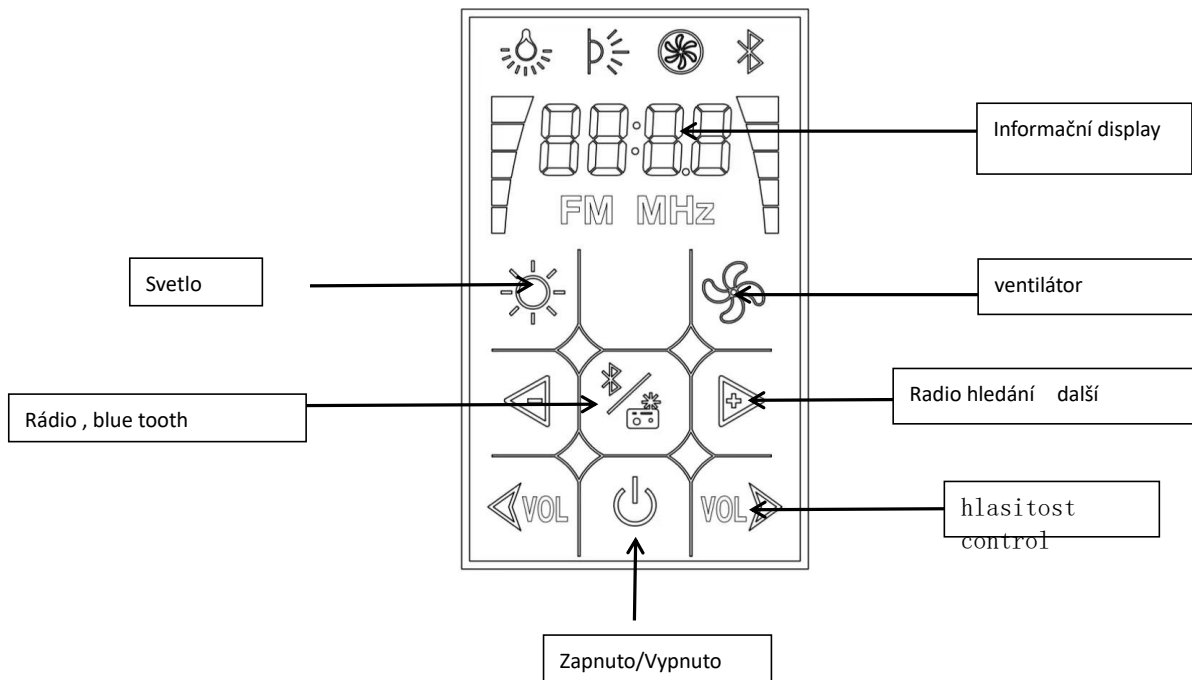 88:8.8
Informační display
FM MHz
Svetlo
ventilátor
Rádio , blue tooth
-
+
Radio hledání další
VOL
VOL
hlasitost
control
Zapnuto/Vypnuto